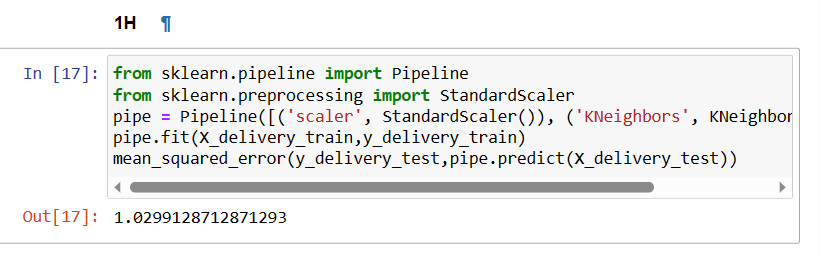 1H ¶
In [17]: from sklearn.pipeline import Pipeline
from sklearn.preprocessing import StandardScaler
pipe = Pipeline([('scaler', StandardScaler()), ('KNeighbors', KNeighbor
pipe.fit(X_delivery_train,y_delivery_train)
mean_squared_error(y_delivery_test,pipe.predict(X_delivery_test))
Out[17]: 1.0299128712871293